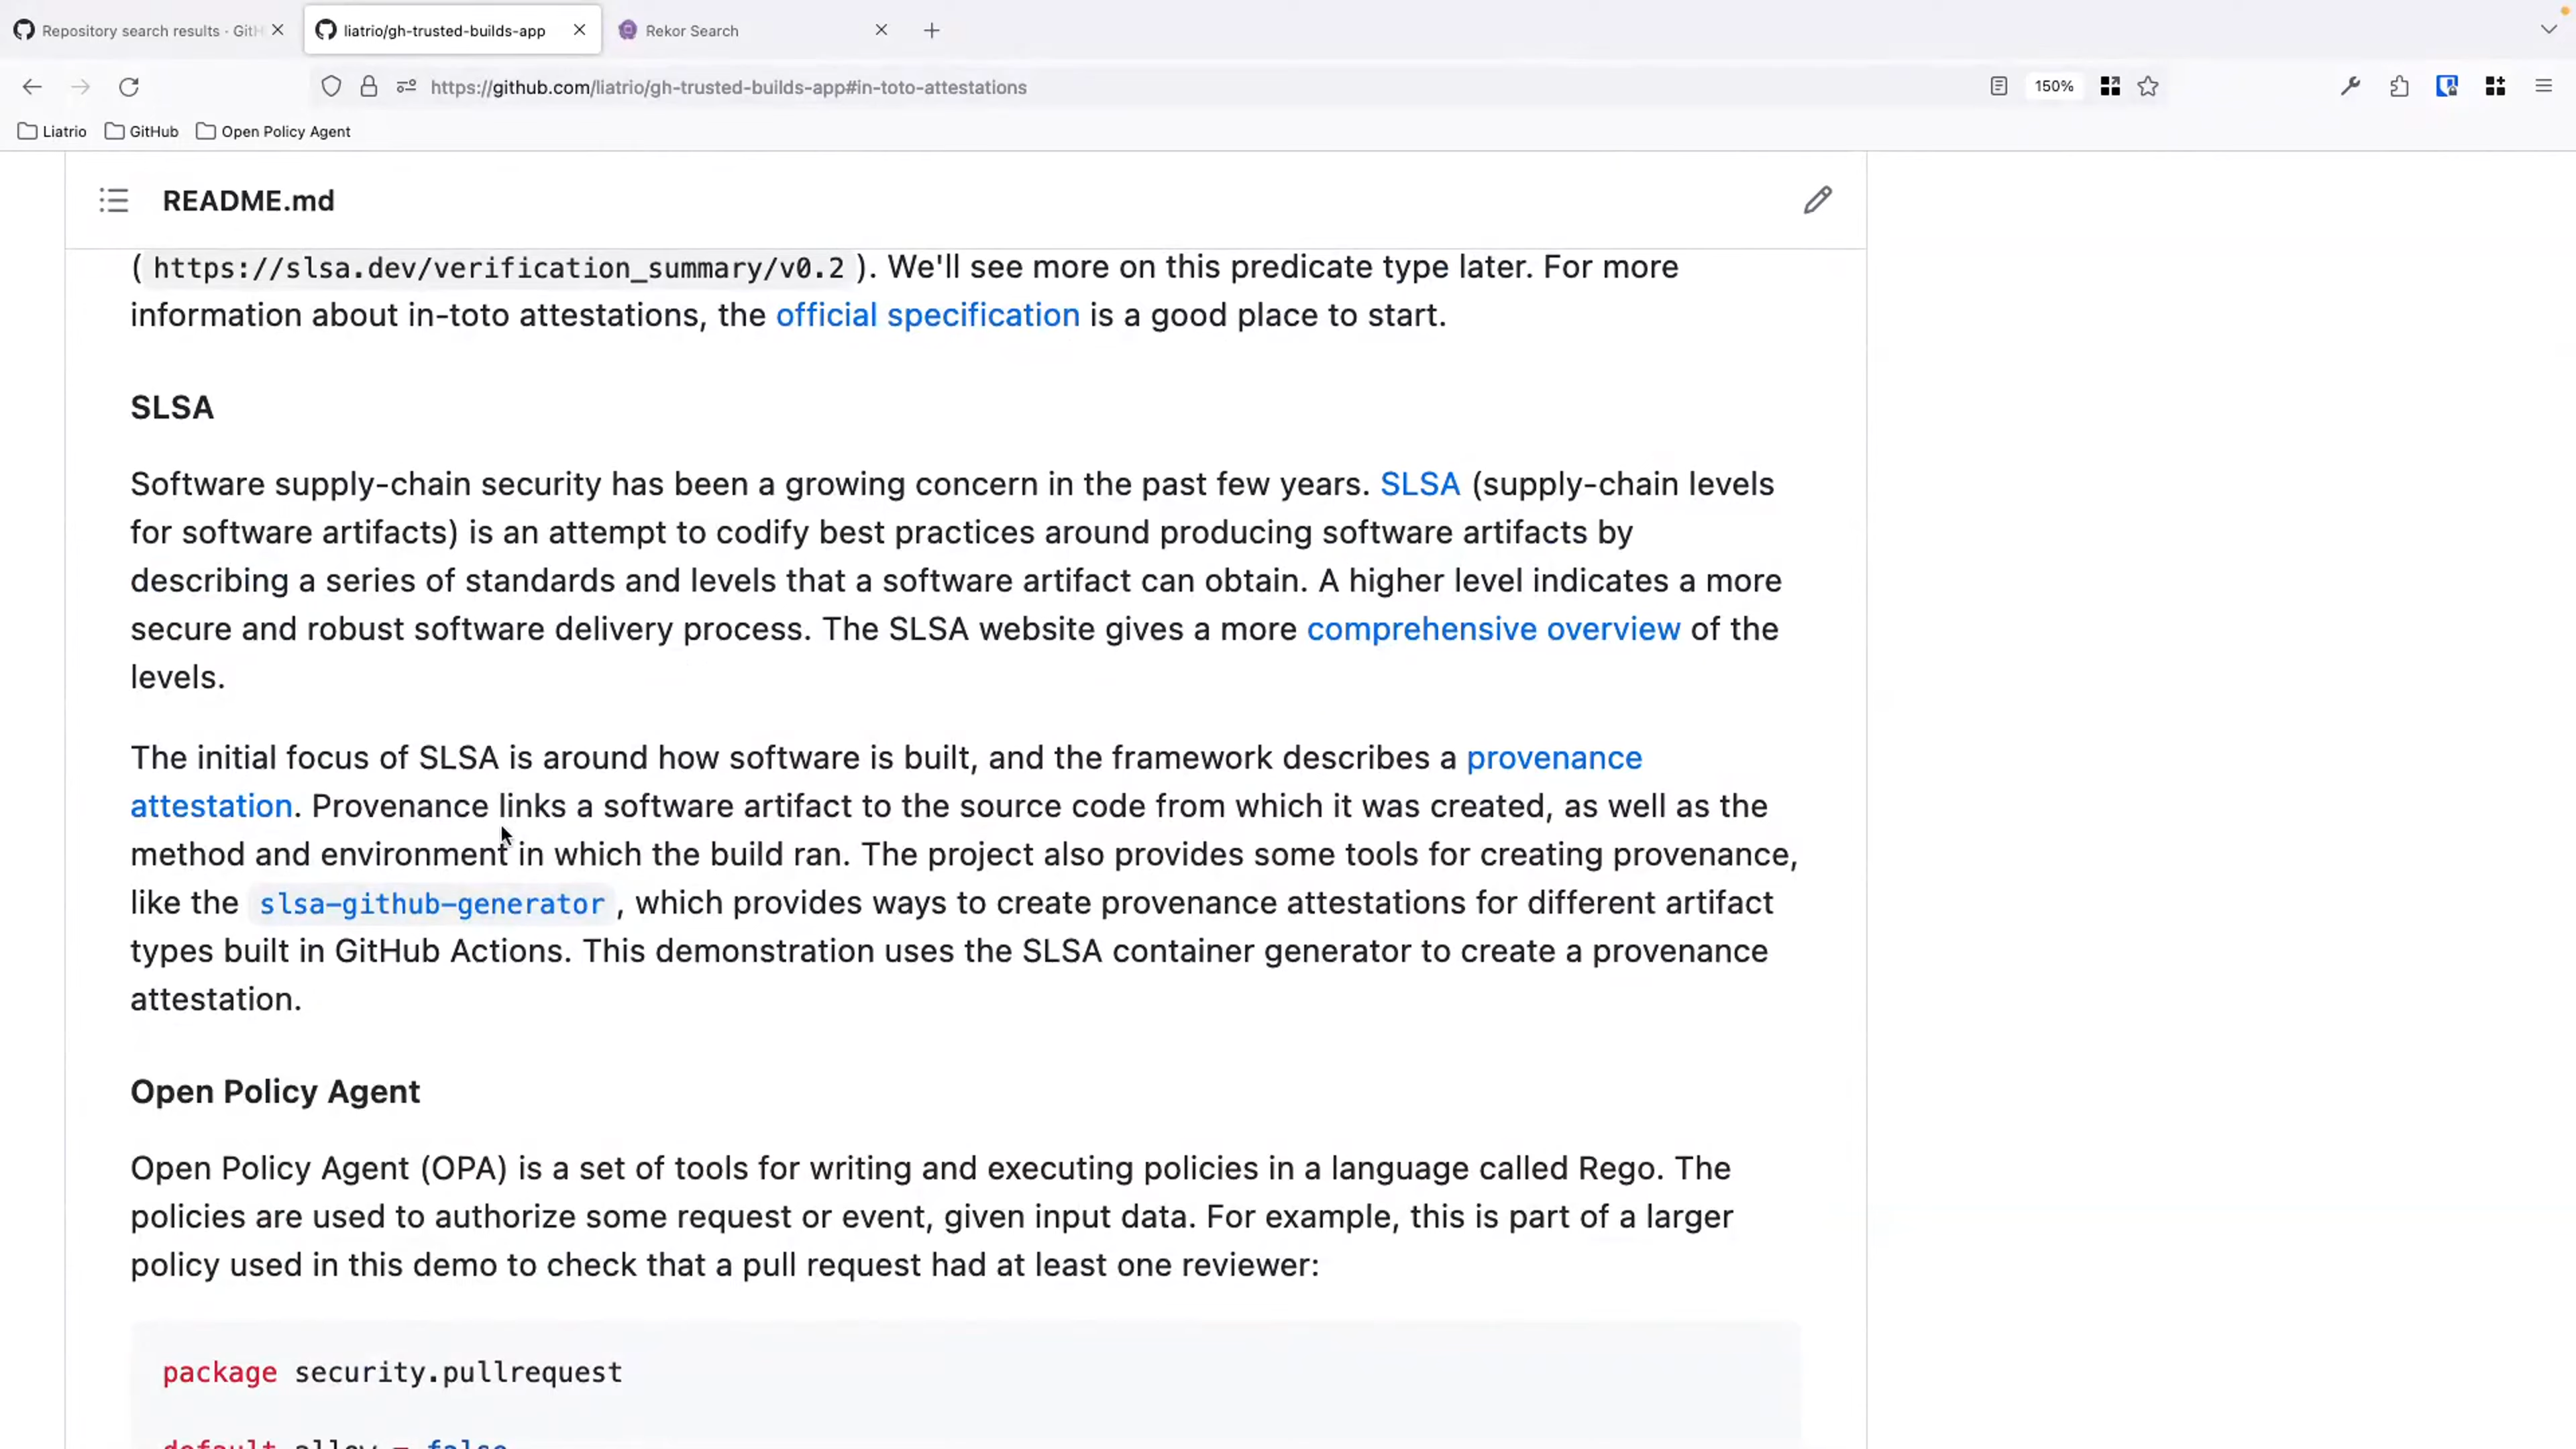 Repository search results · GitH
liatrio/gh-trusted-builds-app
Rekor Search
https://github.com/liatrio/gh-trusted-builds-app#in-toto-attestations
150%
Liatrio
GitHub
Open Policy Agent
README.md
(https://slsa.dev/verification_summary/v0.2). We'll see more on this predicate type later. For more
information about in-toto attestations, the official specification is a good place to start.
SLSA
Software supply-chain security has been a growing concern in the past few years. SLSA (supply-chain levels
for software artifacts) is an attempt to codify best practices around producing software artifacts by
describing a series of standards and levels that a software artifact can obtain. A higher level indicates a more
secure and robust software delivery process. The SLSA website gives a more comprehensive overview of the
levels.
The initial focus of SLSA is around how software is built, and the framework describes a provenance
attestation. Provenance links a software artifact to the source code from which it was created, as well as the
method and environment in which the build ran. The project also provides some tools for creating provenance,
like the slsa-github-generator, which provides ways to create provenance attestations for different artifact
types built in GitHub Actions. This demonstration uses the SLSA container generator to create a provenance
attestation.
Open Policy Agent
Open Policy Agent (OPA) is a set of tools for writing and executing policies in a language called Rego. The
policies are used to authorize some request or event, given input data. For example, this is part of a larger
policy used in this demo to check that a pull request had at least one reviewer:
package security.pullrequest
default allow = false